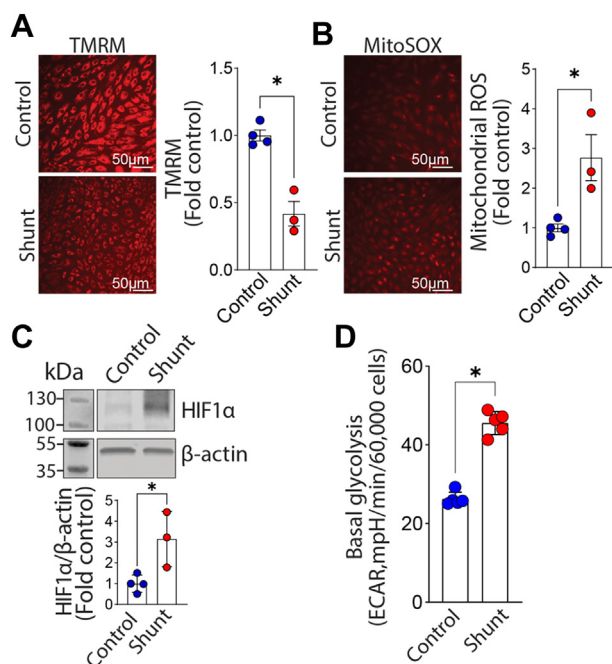 A
TMRM
Control
50µm
Shunt
50µm
TMRM
(Fold control)
1.5
1.0
0.5
0.0
*
Control
Shunt
B
MitoSOX
Control
50µm
Shunt
50µm
Mitochondrial ROS
(Fold control)
5
4
3
2
1
0
*
Control
Shunt
C
kDa
Control
Shunt
130
100
HIF1α
55
35
β-actin
HIF1α/β-actin
(Fold control)
5
4
3
2
1
0
*
Control
Shunt
D
Basal glycolysis
(ECAR,mpH/min/60,000 cells)
60
40
20
0
*
Control
Shunt